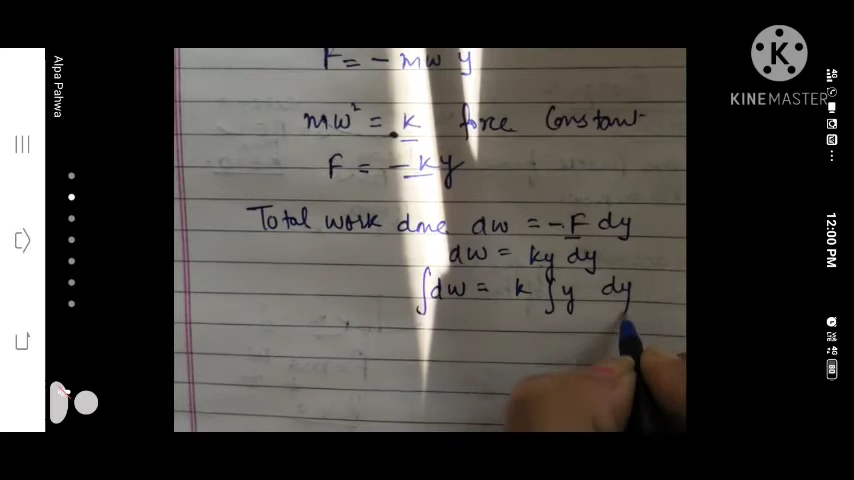 F = - mw y
mw² = k force constant
F = - ky
Total work done dw = - F dy
dw = ky dy
∫dw = k ∫y dy
KINEMASTER
Alpa Pahwa
12:00 PM